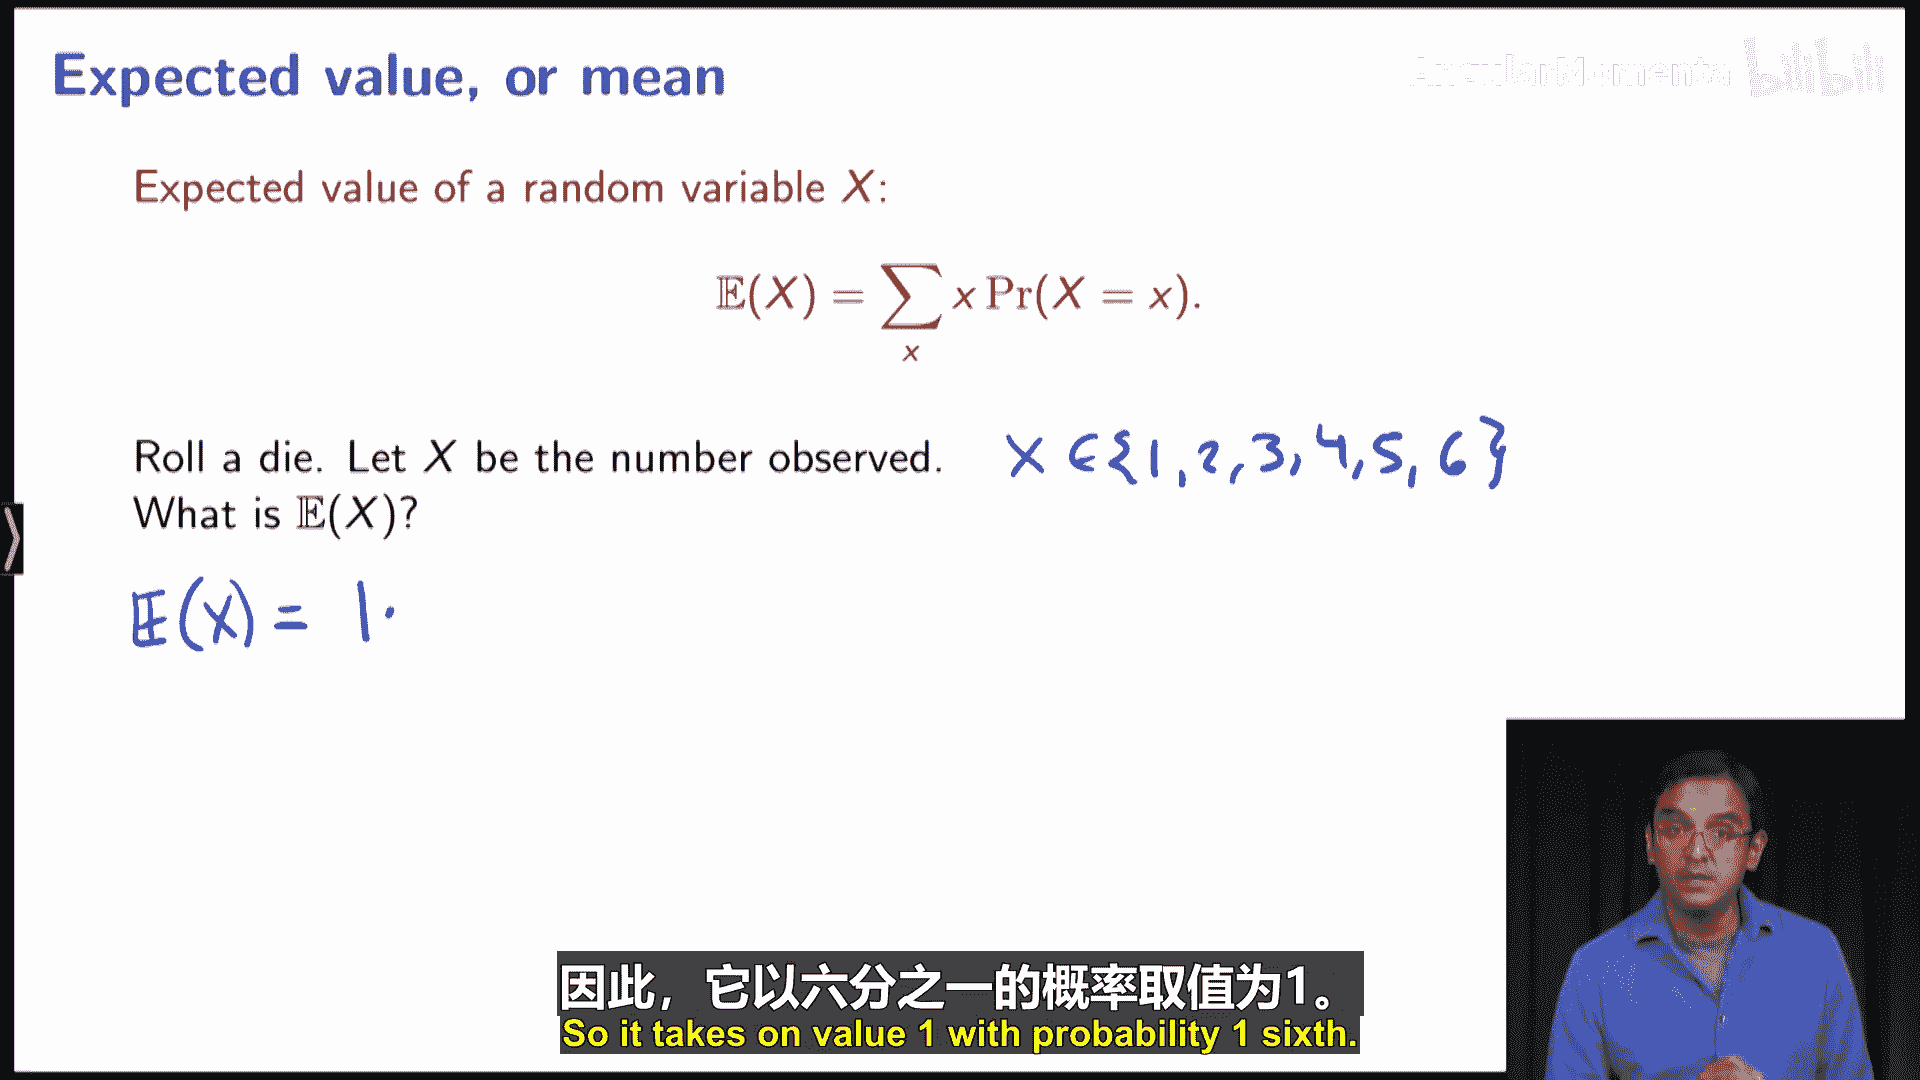 Expected value, or mean
bilibili
Expected value of a random variable X:
𝔼(X) = ∑ₓ x Pr(X = x).
Roll a die. Let X be the number observed. X ∈ {1, 2, 3, 4, 5, 6}
What is 𝔼(X)?
𝔼(X) = 1·
因此，它以六分之一的概率取值为1。
So it takes on value 1 with probability 1 sixth.